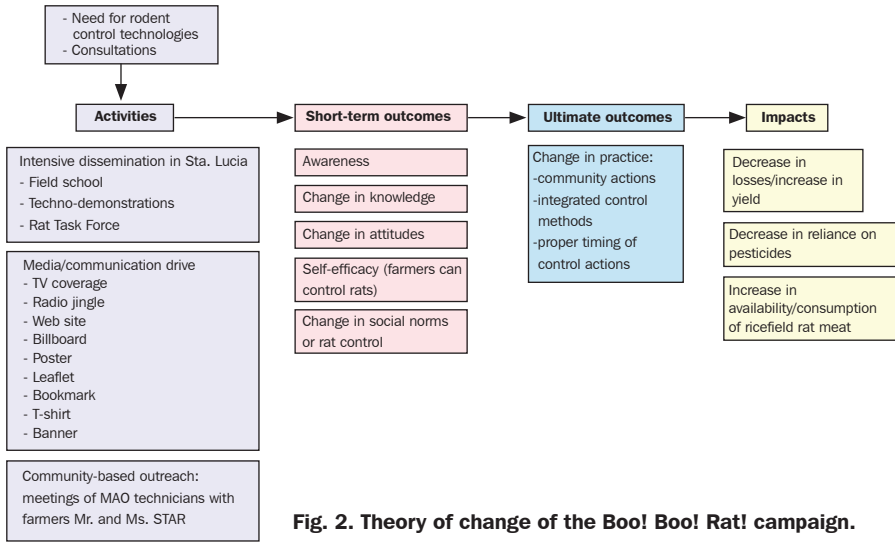 - Need for rodent
control technologies
- Consultations
Activities
Short-term outcomes
Ultimate outcomes
Impacts
Intensive dissemination in Sta. Lucia
- Field school
- Techno-demonstrations
- Rat Task Force
Media/communication drive
- TV coverage
- Radio jingle
- Web site
- Billboard
- Poster
- Leaflet
- Bookmark
- T-shirt
- Banner
Community-based outreach:
meetings of MAO technicians with
farmers Mr. and Ms. STAR
Awareness
Change in knowledge
Change in attitudes
Self-efficacy (farmers can
control rats)
Change in social norms
or rat control
Change in practice:
-community actions
-integrated control
methods
-proper timing of
control actions
Decrease in
losses/increase in
yield
Decrease in reliance on
pesticides
Increase in
availability/consumption
of ricefield rat meat
Fig. 2. Theory of change of the Boo! Boo! Rat! campaign.